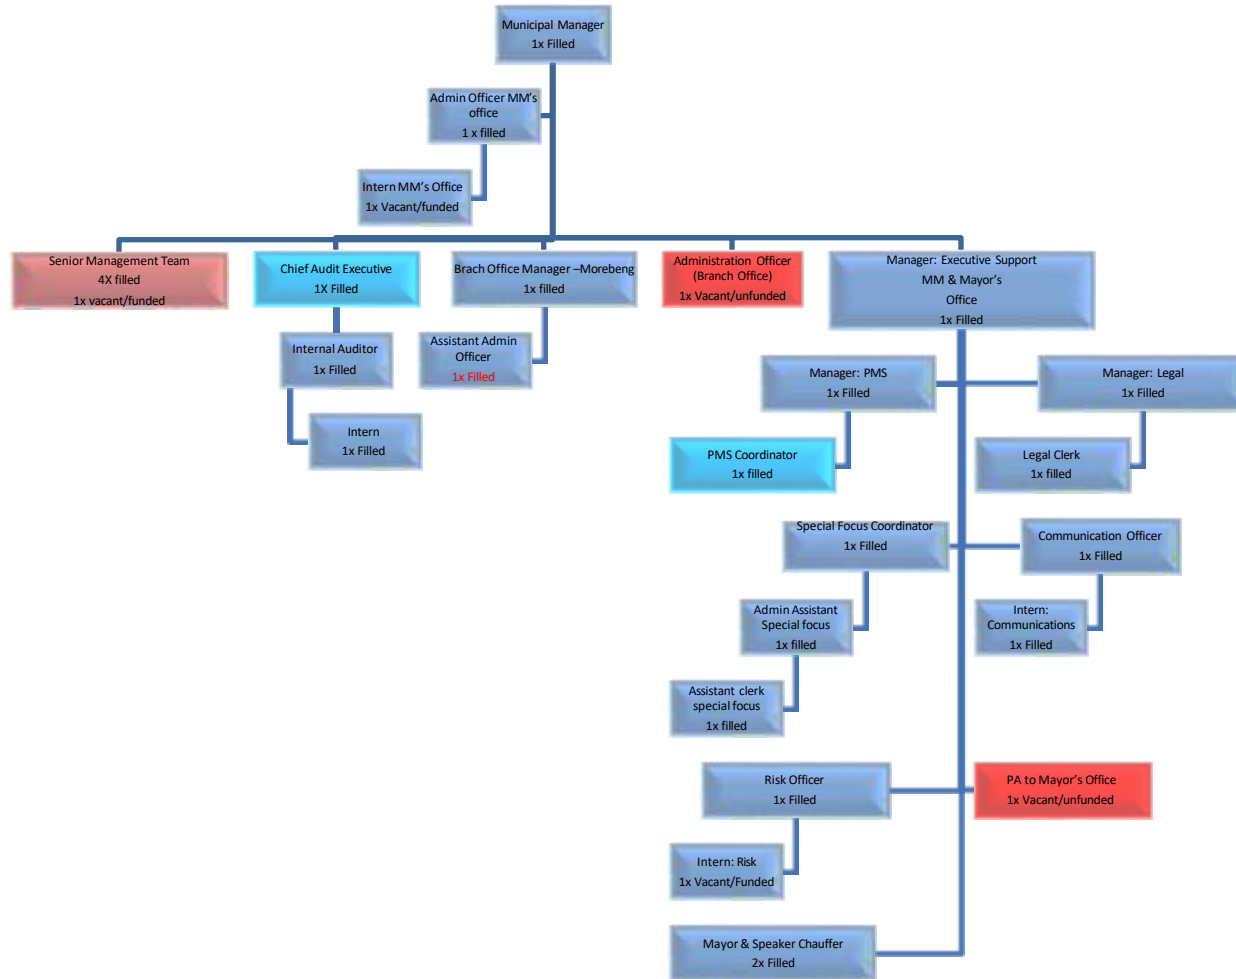 Municipal Manager
1x Filled
Admin Officer MM's
office
1 x filled
Intern MM's Office
1x Vacant/funded
Senior Management Team
4X filled
1x vacant/funded
Chief Audit Executive
1X Filled
Brach Office Manager –Morebeng
1x filled
Administration Officer
(Branch Office)
1x Vacant/unfunded
Manager: Executive Support
MM & Mayor's
Office
1x Filled
Internal Auditor
1x Filled
Assistant Admin
Officer
1x Filled
Intern
1x Filled
Manager: PMS
1x Filled
Manager: Legal
1x Filled
PMS Coordinator
1x filled
Legal Clerk
1x filled
Special Focus Coordinator
1x Filled
Communication Officer
1x Filled
Admin Assistant
Special focus
1x filled
Intern:
Communications
1x Filled
Assistant clerk
special focus
1x filled
Risk Officer
1x Filled
PA to Mayor's Office
1x Vacant/unfunded
Intern: Risk
1x Vacant/Funded
Mayor & Speaker Chauffer
2x Filled